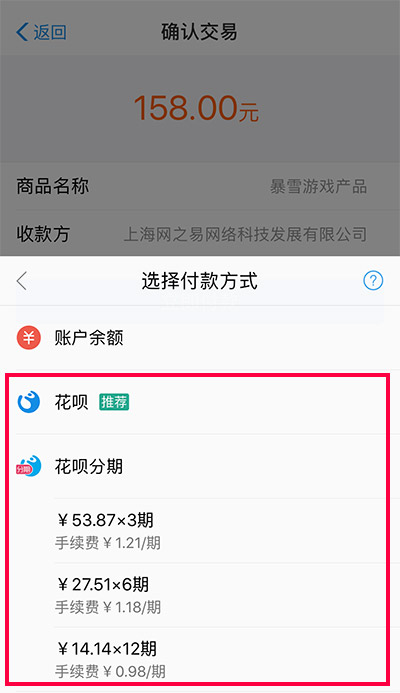 返回
确认交易
158.00元
商品名称
暴雪游戏产品
收款方
上海网之易网络科技发展有限公司
选择付款方式
?
¥
账户余额
花呗
推荐
分期
花呗分期
￥53.87×3期
手续费￥1.21/期
￥27.51×6期
手续费￥1.18/期
￥14.14×12期
手续费￥0.98/期